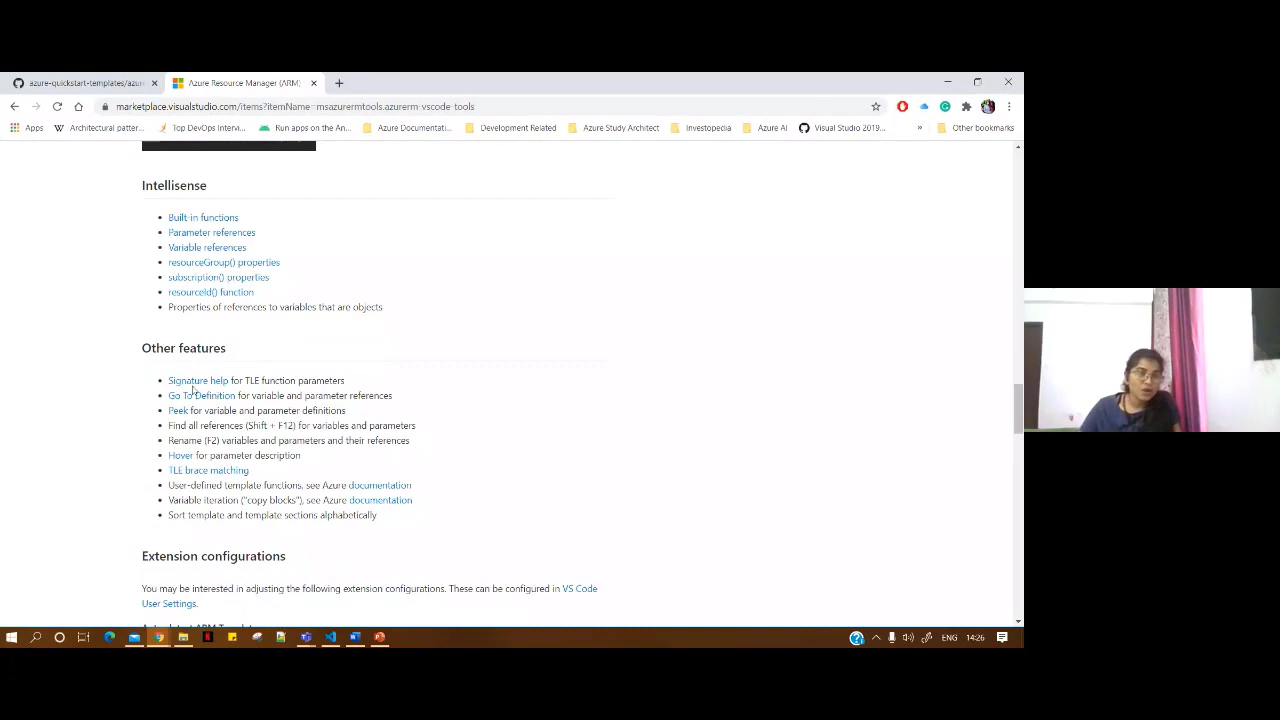 azure-quickstart-templates/azur
Azure Resource Manager (ARM)
marketplace.visualstudio.com/items?itemName=msazurermtools.azurerm-vscode-tools
Apps
Architectural patter...
Top DevOps Intervi...
Run apps on the An...
Azure Documentati...
Development Related
Azure Study Architect
Investopedia
Azure AI
Visual Studio 2019...
»
Other bookmarks
Intellisense
• Built-in functions
• Parameter references
• Variable references
• resourceGroup() properties
• subscription() properties
• resourceId() function
• Properties of references to variables that are objects
Other features
• Signature help for TLE function parameters
• Go To Definition for variable and parameter references
• Peek for variable and parameter definitions
• Find all references (Shift + F12) for variables and parameters
• Rename (F2) variables and parameters and their references
• Hover for parameter description
• TLE brace matching
• User-defined template functions, see Azure documentation
• Variable iteration ("copy blocks"), see Azure documentation
• Sort template and template sections alphabetically
Extension configurations
You may be interested in adjusting the following extension configurations. These can be configured in VS Code
User Settings.
ENG
14:26